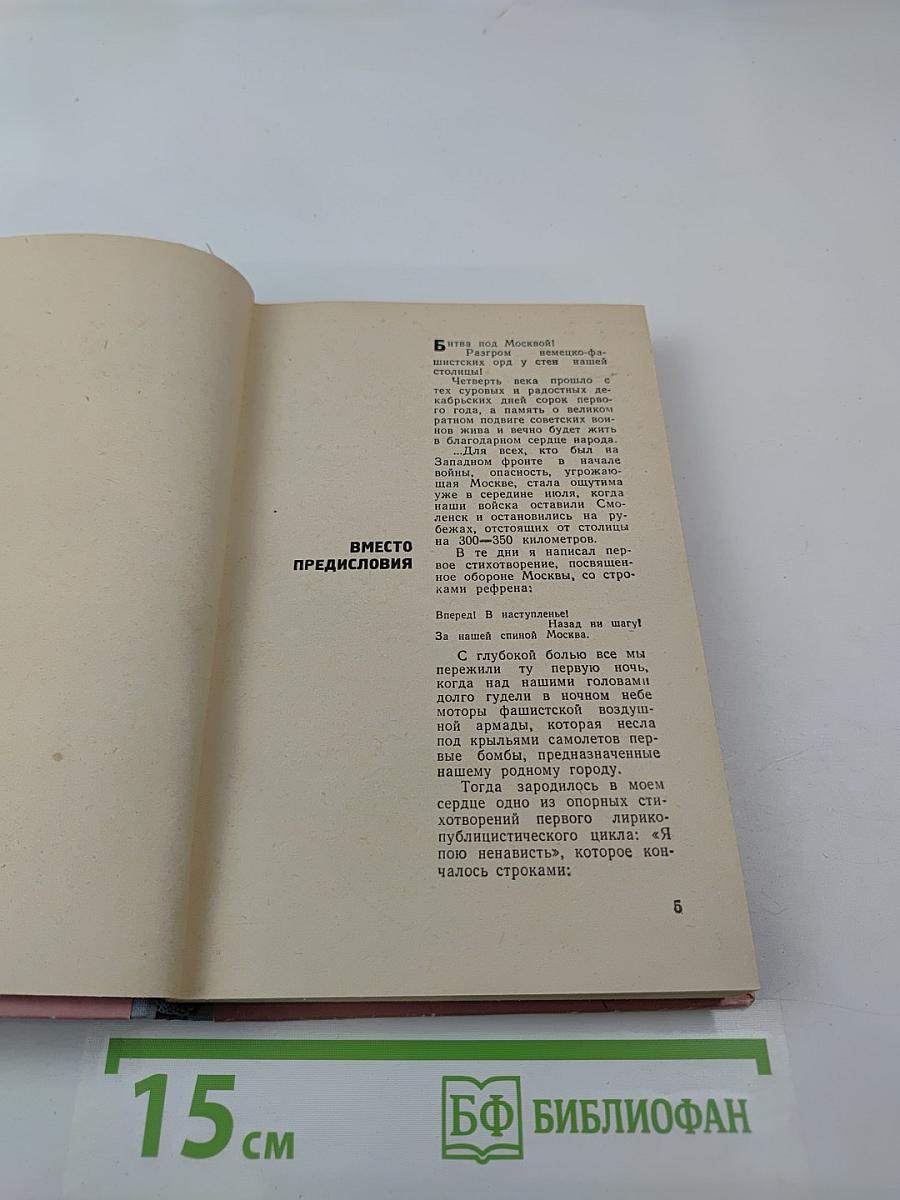 ВМЕСТО
ПРЕДИСЛОВИЯ
Битва под Москвой!
Разгром немецко-фа-
шистских орд у стен нашей
столицы!
Четверть века прошло с
тех суровых и радостных де-
кабрьских дней сорок перво-
го года, а память о великом
ратном подвиге советских вои-
нов жива и вечно будет жить
в благодарном сердце народа.
...Для всех, кто был на
Западном фронте в начале
войны, опасность, угрожаю-
щая Москве, стала ощутима
уже в середине июля, когда
наши войска оставили Смо-
ленск и остановились на ру-
бежах, отстоящих от столицы
на 300—350 километров.
В те дни я написал пер-
вое стихотворение, посвящен-
ное обороне Москвы, со стро-
ками рефрена:
Вперед! В наступленье!
Назад ни шагу!
За нашей спиной Москва.
С глубокой болью все мы
пережили ту первую ночь,
когда над нашими головами
долго гудели в ночном небе
моторы фашистской воздуш-
ной армады, которая несла
под крыльями самолетов пер-
вые бомбы, предназначенные
нашему родному городу.
Тогда зародилось в моем
сердце одно из опорных сти-
хотворений первого лирико-
публицистического цикла: «Я
пою ненависть», которое кон-
чалось строками:
5
15 см
БФ БИБЛИОФАН